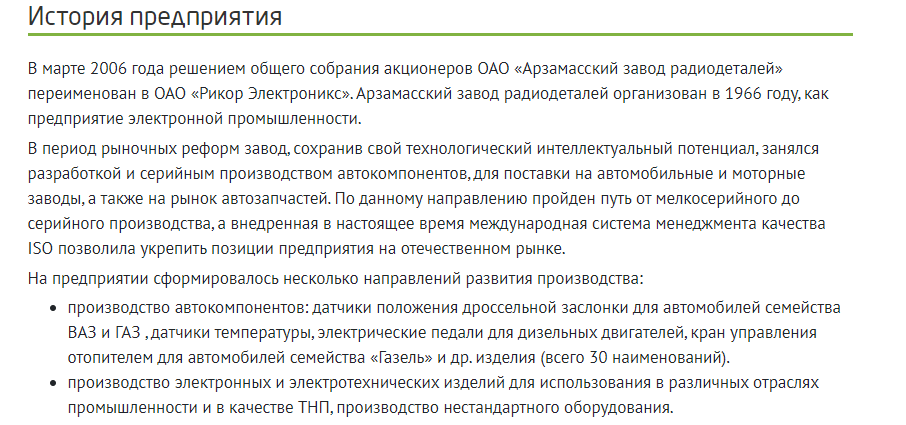 История предприятия
В марте 2006 года решением общего собрания акционеров ОАО «Арзамасский завод радиодеталей»
переименован в ОАО «Рикор Электроникс». Арзамасский завод радиодеталей организован в 1966 году, как
предприятие электронной промышленности.
В период рыночных реформ завод, сохранив свой технологический интеллектуальный потенциал, занялся
разработкой и серийным производством автокомпонентов, для поставки на автомобильные и моторные
заводы, а также на рынок автозапчастей. По данному направлению пройден путь от мелкосерийного до
серийного производства, а внедренная в настоящее время международная система менеджмента качества
ISO позволила укрепить позиции предприятия на отечественном рынке.
На предприятии сформировалось несколько направлений развития производства:
• производство автокомпонентов: датчики положения дроссельной заслонки для автомобилей семейства
ВАЗ и ГАЗ , датчики температуры, электрические педали для дизельных двигателей, кран управления
отопителем для автомобилей семейства «Газель» и др. изделия (всего 30 наименований).
• производство электронных и электротехнических изделий для использования в различных отраслях
промышленности и в качестве ТНП, производство нестандартного оборудования.